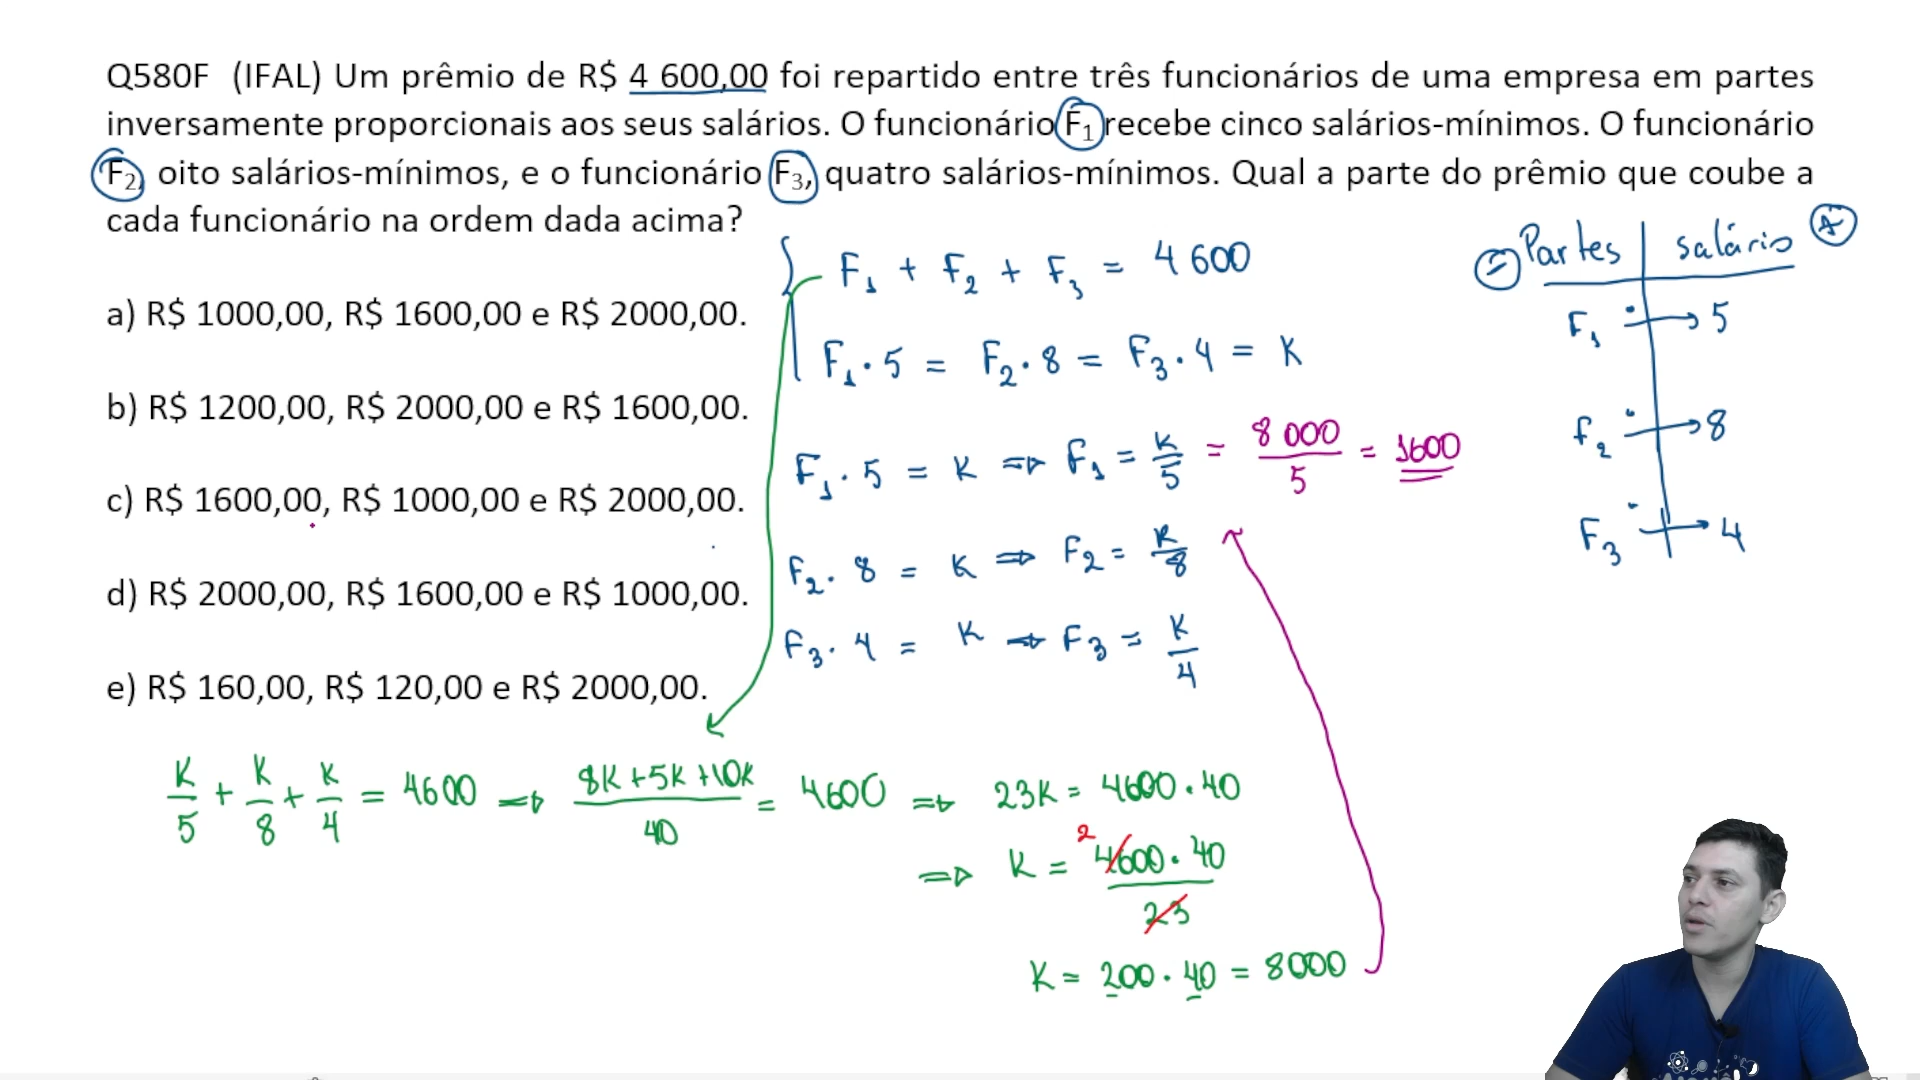 Q580F (IFAL) Um prêmio de R$ 4 600,00 foi repartido entre três funcionários de uma empresa em partes
inversamente proporcionais aos seus salários. O funcionário F₁ recebe cinco salários-mínimos. O funcionário
F₂, oito salários-mínimos, e o funcionário F₃, quatro salários-mínimos. Qual a parte do prêmio que coube a
cada funcionário na ordem dada acima?
a) R$ 1000,00, R$ 1600,00 e R$ 2000,00.
b) R$ 1200,00, R$ 2000,00 e R$ 1600,00.
c) R$ 1600,00, R$ 1000,00 e R$ 2000,00.
d) R$ 2000,00, R$ 1600,00 e R$ 1000,00.
e) R$ 160,00, R$ 120,00 e R$ 2000,00.
F₁ + F₂ + F₃ = 4 600
F₁ · 5 = F₂ · 8 = F₃ · 4 = K
F₁ · 5 = K ⇒ F₁ = K/5 = 8 000/5 = 1600
F₂ · 8 = K ⇒ F₂ = K/8
F₃ · 4 = K ⇒ F₃ = K/4
Partes | salário
F₁ → 5
F₂ → 8
F₃ → 4
K/5 + K/8 + K/4 = 4600 ⇒ (8K + 5K + 10K)/40 = 4600 ⇒ 23K = 4600 · 40
2
⇒ K = 4600 · 40/23
K = 200 · 40 = 8000